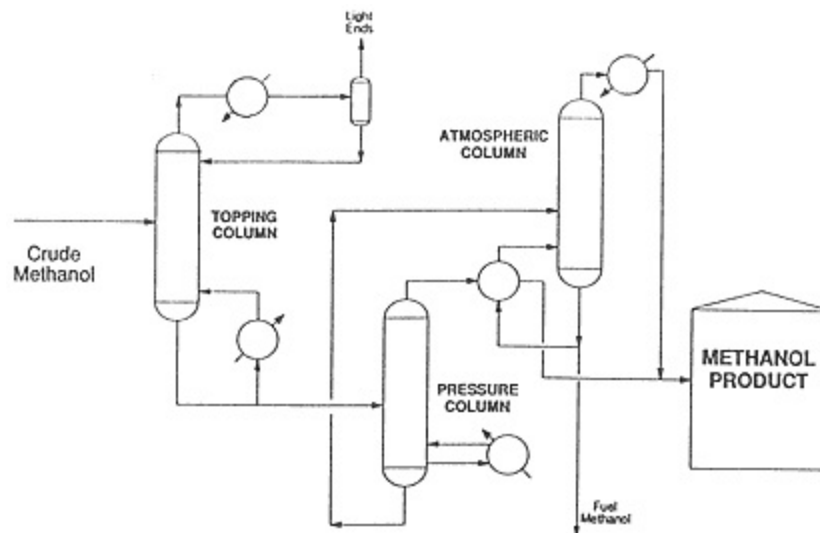 Light
Ends
ATMOSPHERIC
COLUMN
TOPPING
COLUMN
Crude
Methanol
PRESSURE
COLUMN
METHANOL
PRODUCT
Fuel
Methanol